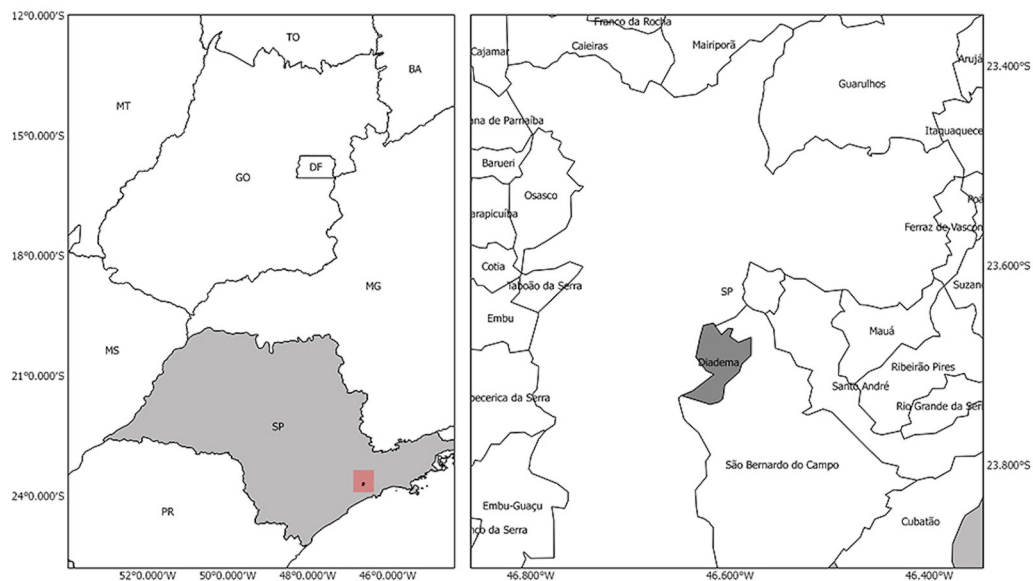 12°0.000'S
TO
BA
MT
15°0.000'S
DF
GO
18°0.000'S
MG
MS
21°0.000'S
SP
24°0.000'S
PR
52°0.000'W
50°0.000'W
48°0.000'W
46°0.000'W
Franco da Rocha
Cajamar
Caieiras
Mairiporã
Arujá
23.400°S
Guarulhos
ana de Parnaíba
Itaquaquece
Barueri
Osasco
Poá
arapicuíba
Ferraz de Vascon
Cotia
23.600°S
Taboão da Serra
SP
Suzan
Embu
Mauá
Diadema
Ribeirão Pires
Santo André
pecerica da Serra
Rio Grande da Seri
São Bernardo do Campo
23.800°S
Embu-Guaçu
Cubatão
nço da Serra
46.800°W
46.600°W
46.400°W